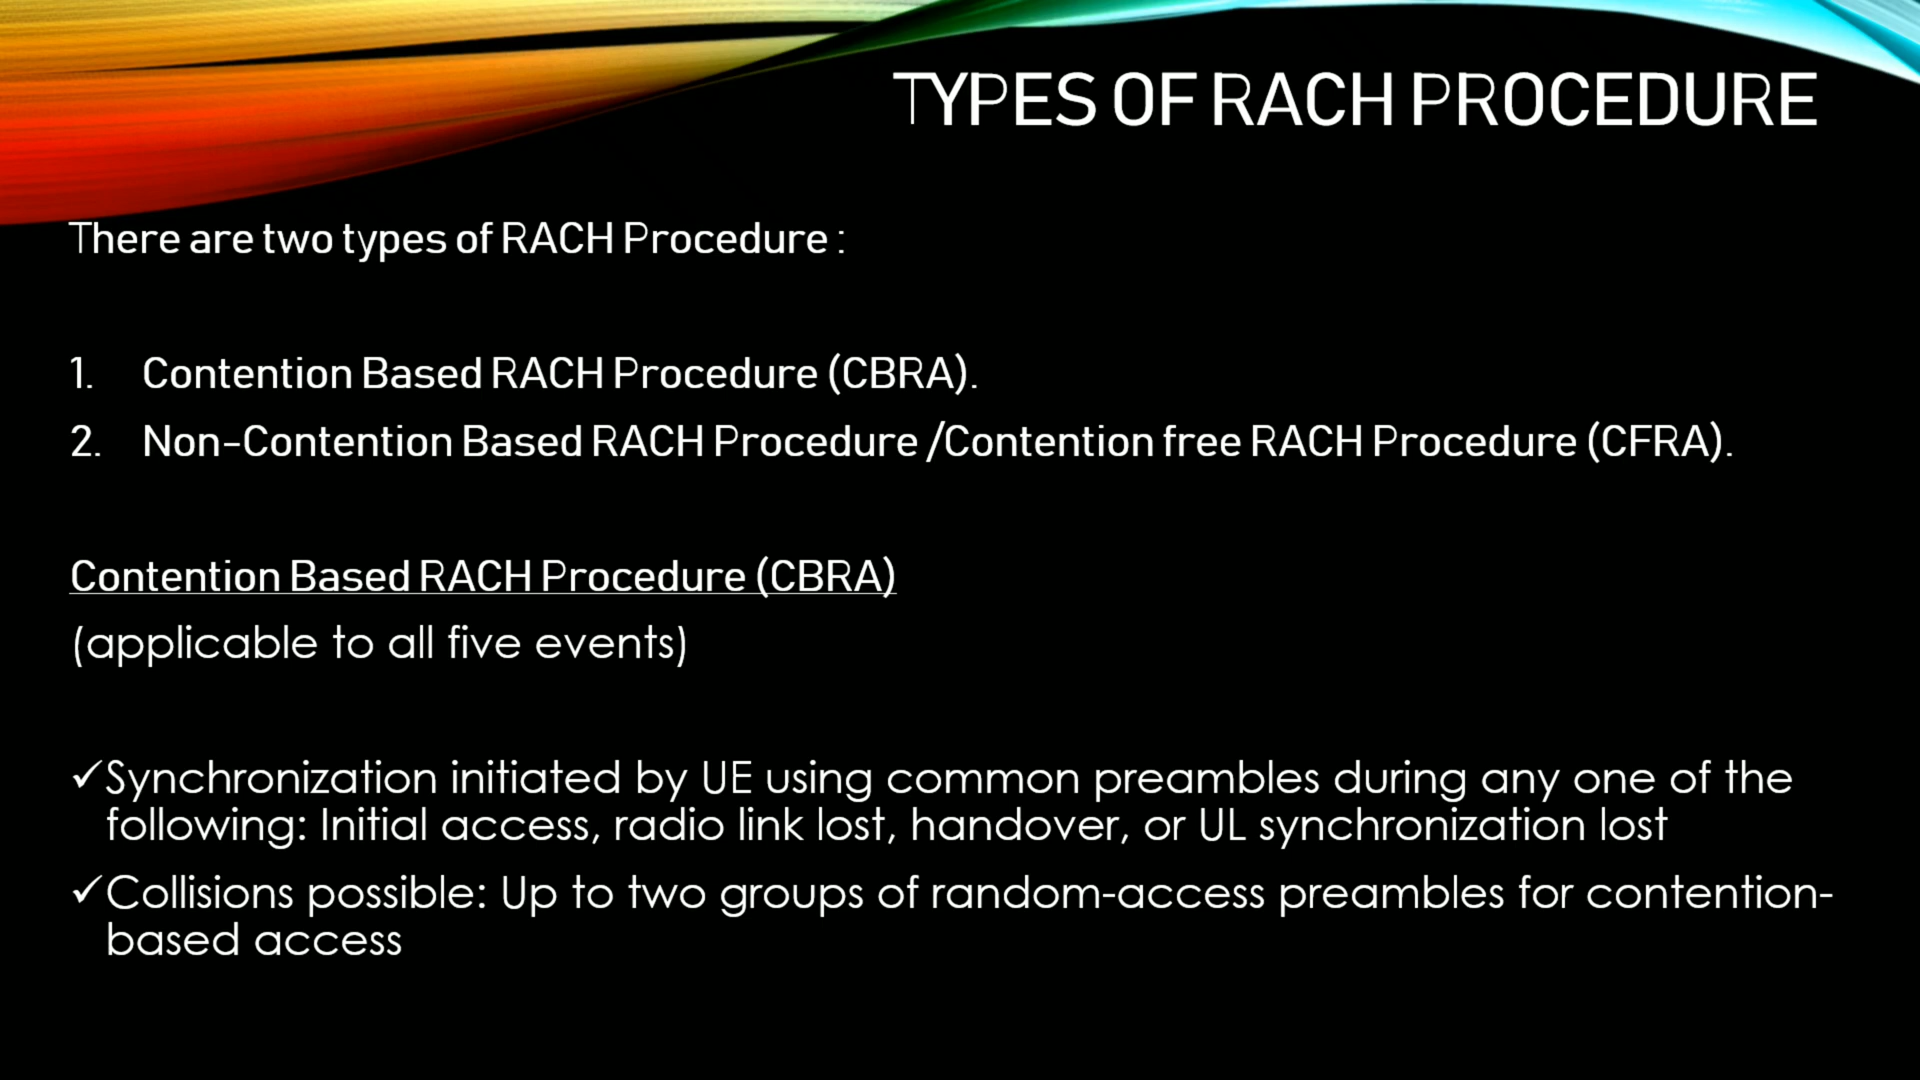 TYPES OF RACH PROCEDURE
There are two types of RACH Procedure :
1. Contention Based RACH Procedure (CBRA).
2. Non-Contention Based RACH Procedure /Contention free RACH Procedure (CFRA).
Contention Based RACH Procedure (CBRA)
(applicable to all five events)
✓Synchronization initiated by UE using common preambles during any one of the
following: Initial access, radio link lost, handover, or UL synchronization lost
✓Collisions possible: Up to two groups of random-access preambles for contention-
based access